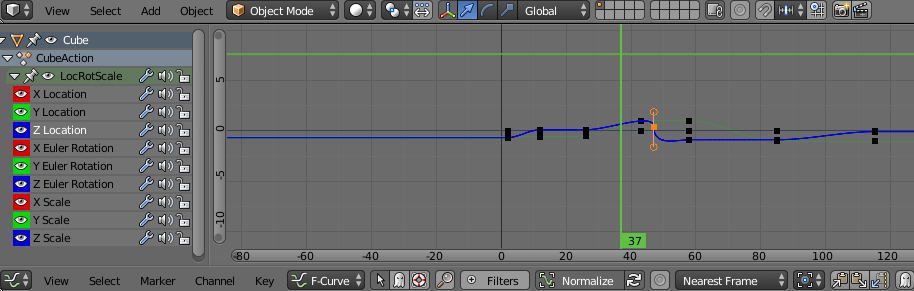 View Select Add Object Object Mode Global
Cube
CubeAction
LocRotScale
X Location
Y Location
Z Location
X Euler Rotation
Y Euler Rotation
Z Euler Rotation
X Scale
Y Scale
Z Scale
5
0
-5
-10
37
-80 -60 -40 -20 0 20 40 60 80 100 120
View Select Marker Channel Key F-Curve Filters Normalize Nearest Frame